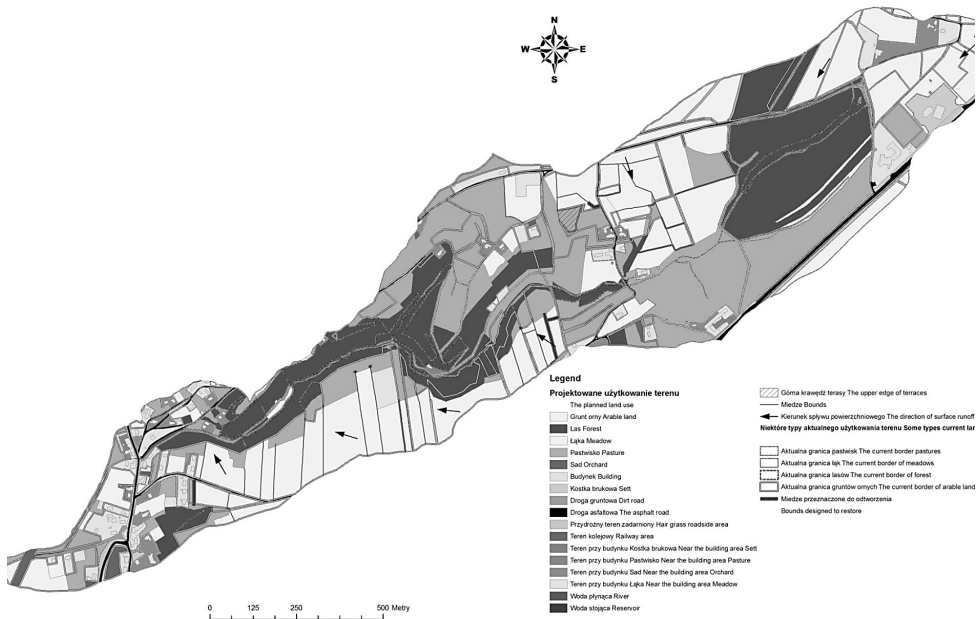 N
W E
S
Legend
Projektowane użytkowanie terenu
The planned land use
Grunt orny Arable land
Las Forest
Łąka Meadow
Pastwisko Pasture
Sad Orchard
Budynek Building
Kostka brukowa Sett
Droga gruntowa Dirt road
Droga asfaltowa The asphalt road
Przydrożny teren zadarniony Hair grass roadside area
Teren kolejowy Railway area
Teren przy budynku Kostka brukowa Near the building area Sett
Teren przy budynku Pastwisko Near the building area Pasture
Teren przy budynku Sad Near the building area Orchard
Teren przy budynku Łąka Near the building area Meadow
Woda płynąca River
Woda stojąca Reservoir
Górna krawędź terasy The upper edge of terraces
Miedze Bounds
Kierunek spływu powierzchniowego The direction of surface runoff
Niektóre typy aktualnego użytkowania terenu Some types current lan
Aktualna granica pastwisk The current border pastures
Aktualna granica łąk The current border of meadows
Aktualna granica lasów The current border of forest
Aktualna granica gruntów ornych The current border of arable land
Miedze przeznaczone do odtworzenia
Bounds designed to restore
0 125 250 500 Metry